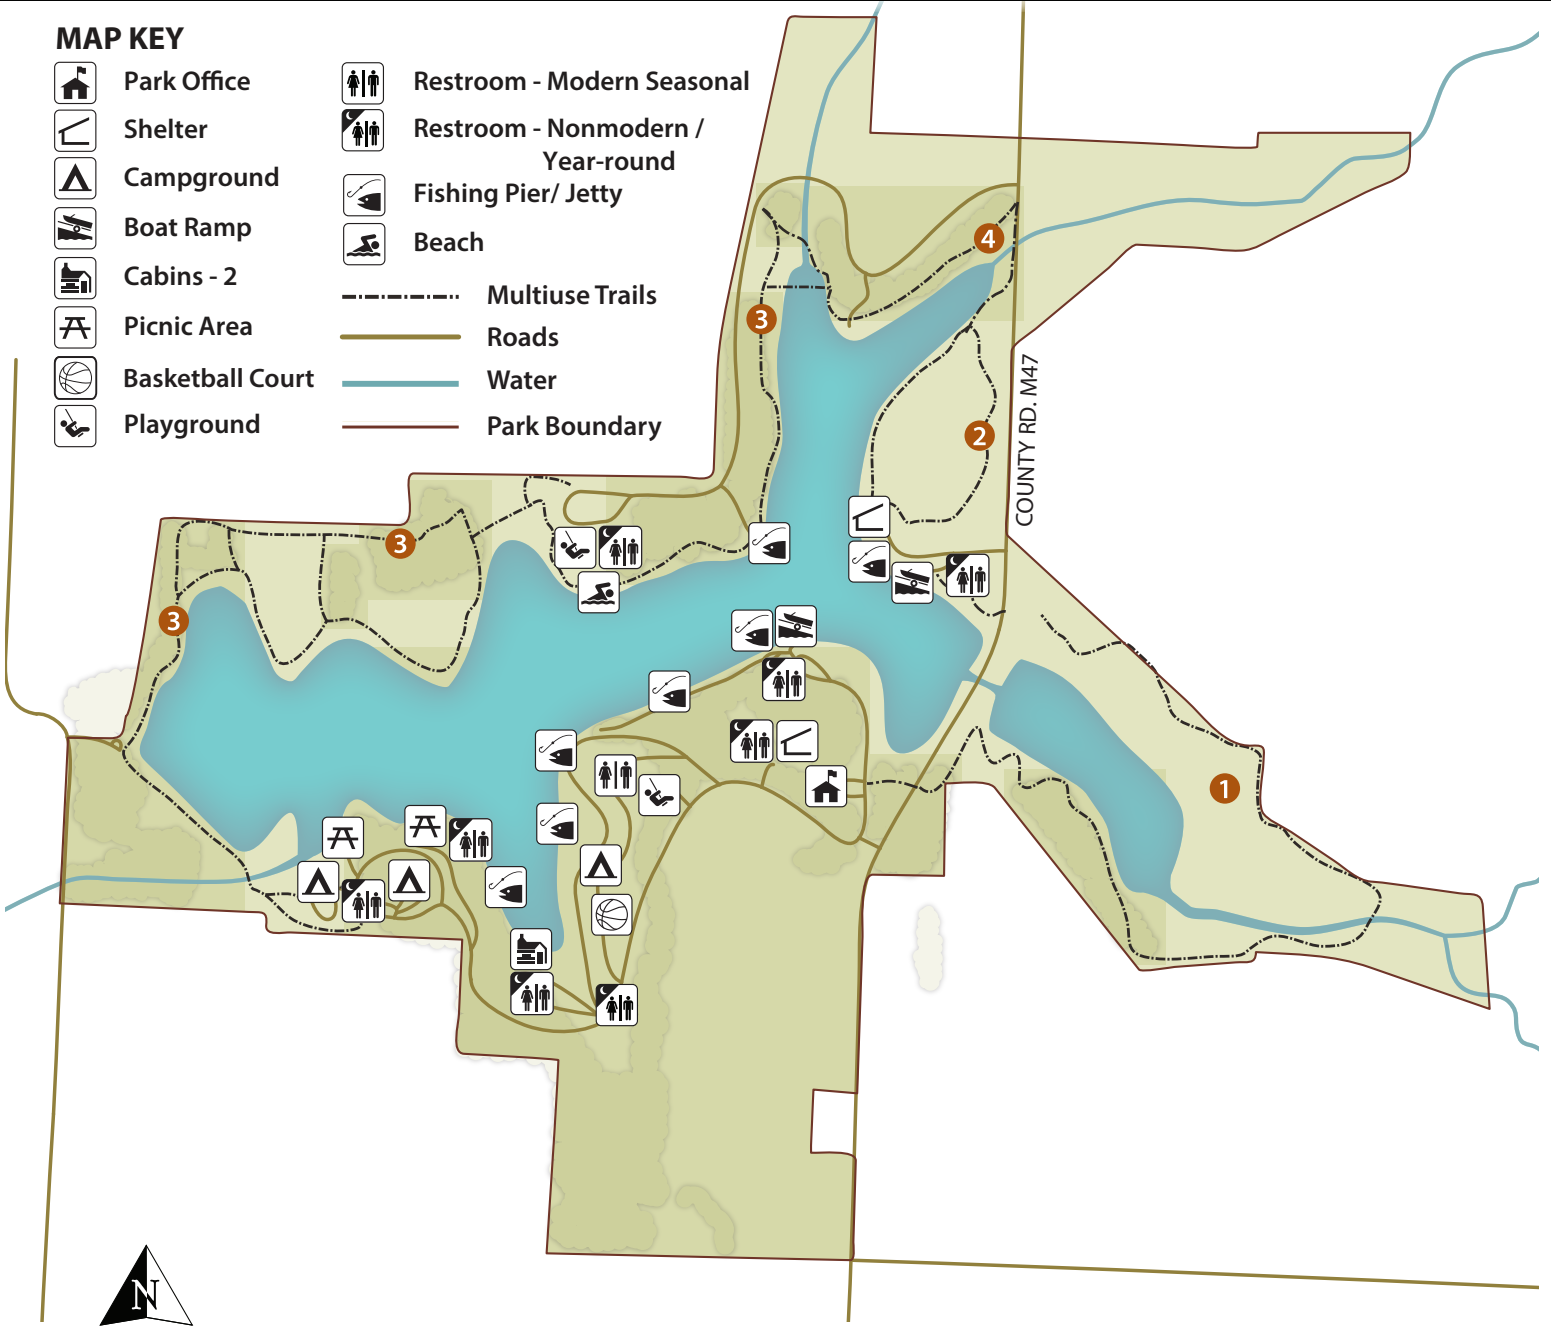 MAP KEY
Park Office
Shelter
Campground
Boat Ramp
Cabins - 2
Picnic Area
Basketball Court
Playground
Restroom - Modern Seasonal
Restroom - Nonmodern /
Year-round
Fishing Pier/ Jetty
Beach
Multiuse Trails
Roads
Water
Park Boundary
4
3
2
COUNTY RD. M47
3
3
1
N